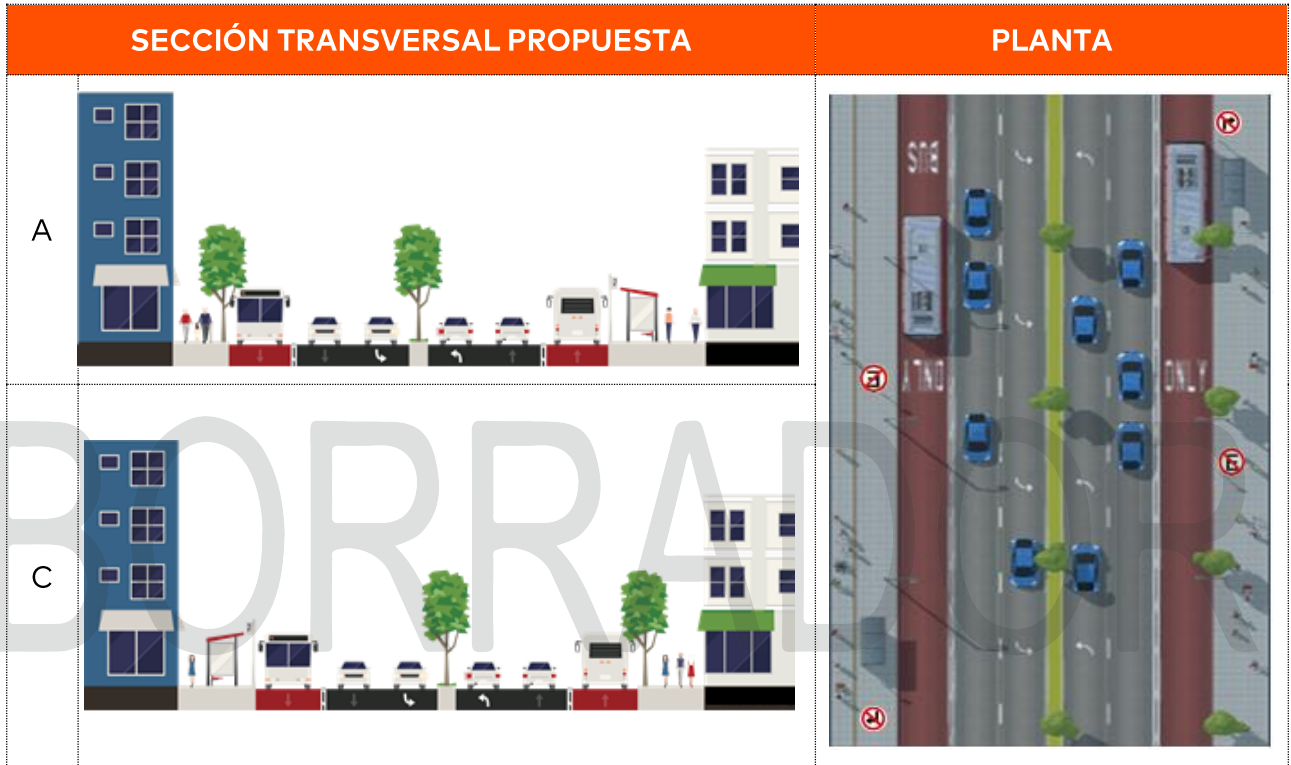 SECCIÓN TRANSVERSAL PROPUESTA
PLANTA
A
BUS
ONLY
ONLY
C
BORRADOR